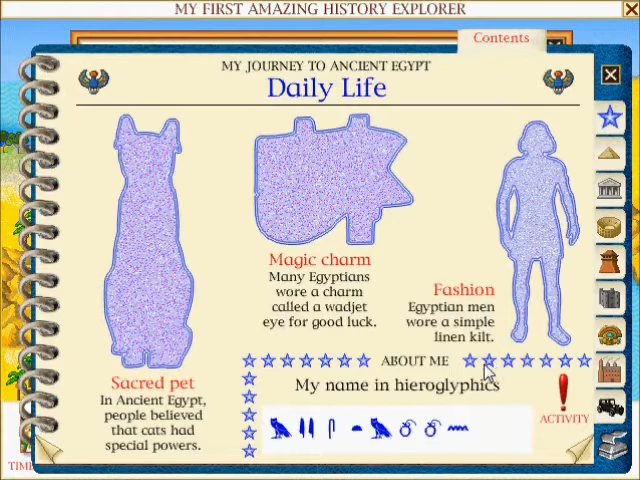 MY FIRST AMAZING HISTORY EXPLORER
Contents
MY JOURNEY TO ANCIENT EGYPT
Daily Life
Magic charm
Many Egyptians
wore a charm
called a wadjet
eye for good luck.
Fashion
Egyptian men
wore a simple
linen kilt.
Sacred pet
In Ancient Egypt,
people believed
that cats had
special powers.
ABOUT ME
My name in hieroglyphics
ACTIVITY
TIME